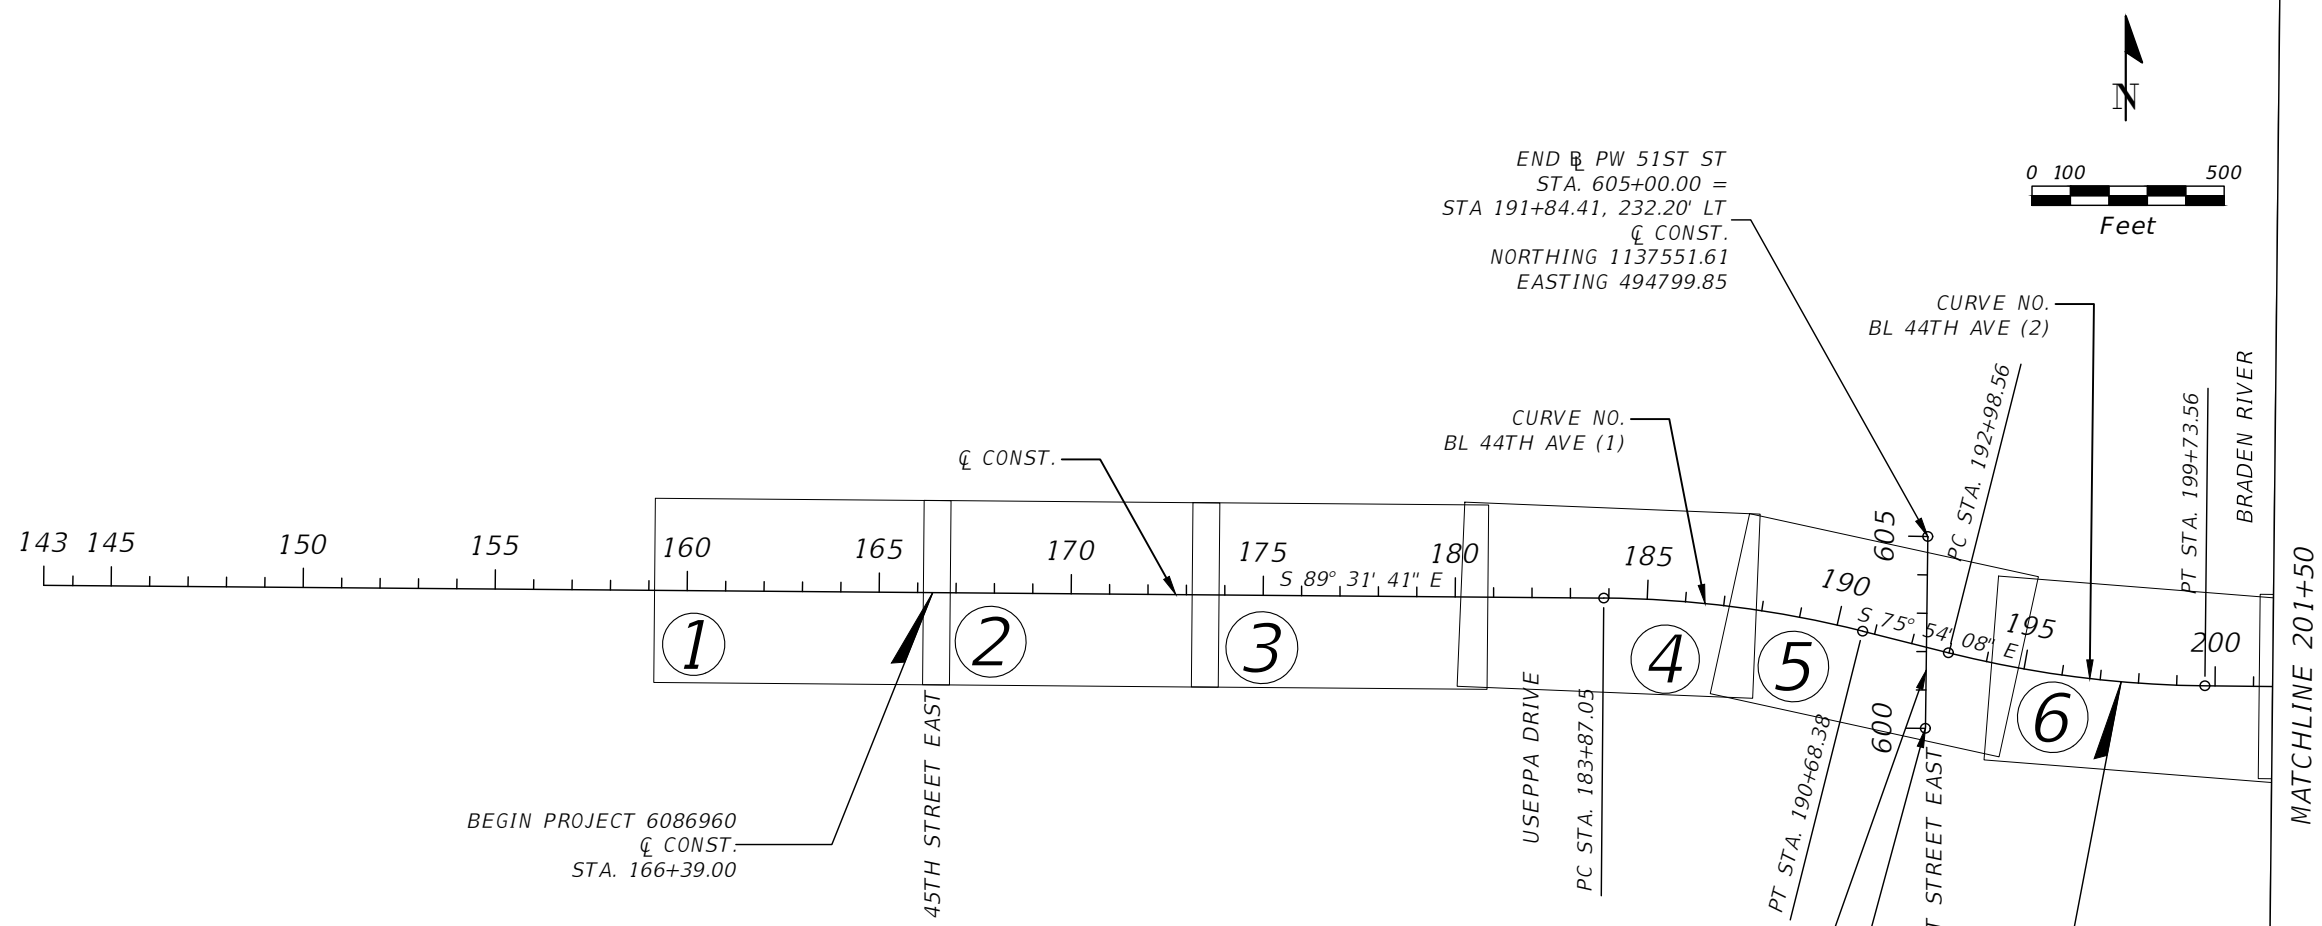 N
0 100 500
Feet
END BL PW 51ST ST
STA. 605+00.00 =
STA 191+84.41, 232.20' LT
CL CONST.
NORTHING 1137551.61
EASTING 494799.85
CURVE NO.
BL 44TH AVE (2)
CURVE NO.
BL 44TH AVE (1)
CL CONST.
143 145 150 155 160 165 170 175 180 185 190 195 200
S 89° 31' 41" E
S 75° 54' 08" E
605
600
PC STA. 192+98.56
PT STA. 199+73.56
BRADEN RIVER
MATCHLINE 201+50
1 2 3 4 5 6
BEGIN PROJECT 6086960
CL CONST.
STA. 166+39.00
45TH STREET EAST
USEPPA DRIVE
PC STA. 183+87.05
PT STA. 190+68.38
T STREET EAST